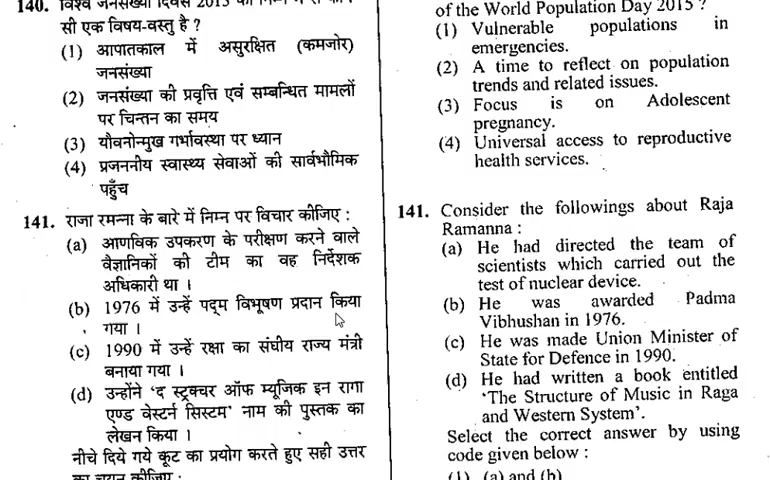 140. विश्व जनसंख्या दिवस 2015 की निम्न में से कौन-
सी एक विषय-वस्तु है ?
(1) आपातकाल में असुरक्षित (कमजोर)
जनसंख्या
(2) जनसंख्या की प्रवृत्ति एवं सम्बन्धित मामलों
पर चिन्तन का समय
(3) यौवनोन्मुख गर्भावस्था पर ध्यान
(4) प्रजननीय स्वास्थ्य सेवाओं की सार्वभौमिक
पहुँच
141. राजा रमन्ना के बारे में निम्न पर विचार कीजिए :
(a) आणविक उपकरण के परीक्षण करने वाले
वैज्ञानिकों की टीम का वह निर्देशक
अधिकारी था ।
(b) 1976 में उन्हें पद्म विभूषण प्रदान किया
गया ।
(c) 1990 में उन्हें रक्षा का संघीय राज्य मंत्री
बनाया गया ।
(d) उन्होंने ‘द स्ट्रक्चर ऑफ म्यूजिक इन रागा
एण्ड वेस्टर्न सिस्टम’ नाम की पुस्तक का
लेखन किया ।
नीचे दिये गये कूट का प्रयोग करते हुए सही उत्तर
का चयन कीजिए :
of the World Population Day 2015 ?
(1) Vulnerable populations in
emergencies.
(2) A time to reflect on population
trends and related issues.
(3) Focus is on Adolescent
pregnancy.
(4) Universal access to reproductive
health services.
141. Consider the followings about Raja
Ramanna :
(a) He had directed the team of
scientists which carried out the
test of nuclear device.
(b) He was awarded Padma
Vibhushan in 1976.
(c) He was made Union Minister of
State for Defence in 1990.
(d) He had written a book entitled
‘The Structure of Music in Raga
and Western System’.
Select the correct answer by using
code given below :
(1) (a) and (b)